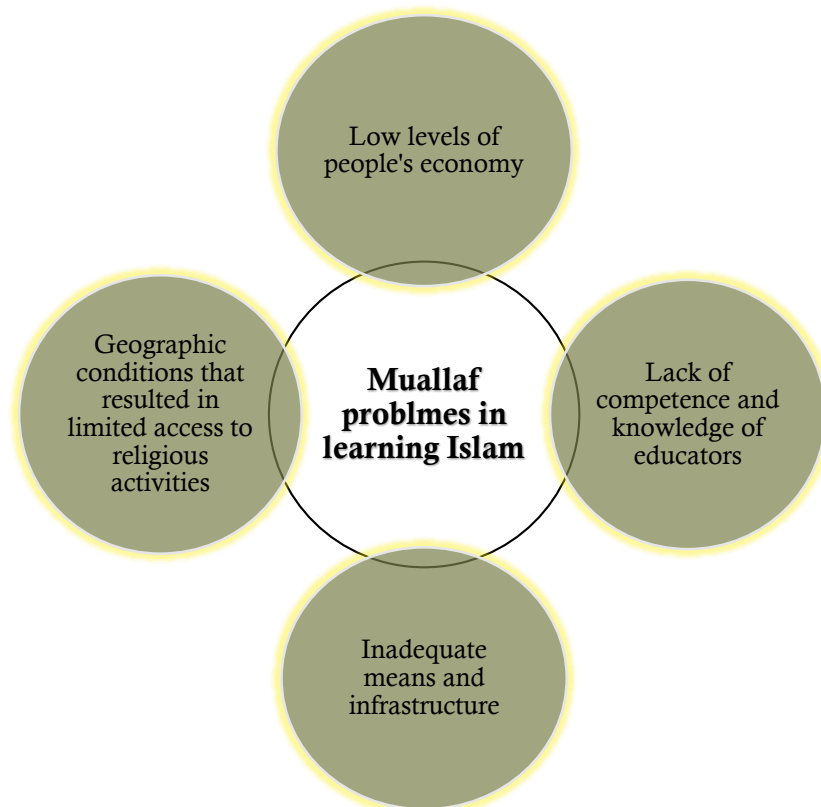 Low levels of
people's economy
Geographic
conditions that
resulted in
limited access to
religious
activities
Muallaf
problmes in
learning Islam
Lack of
competence and
knowledge of
educators
Inadequate
means and
infrastructure